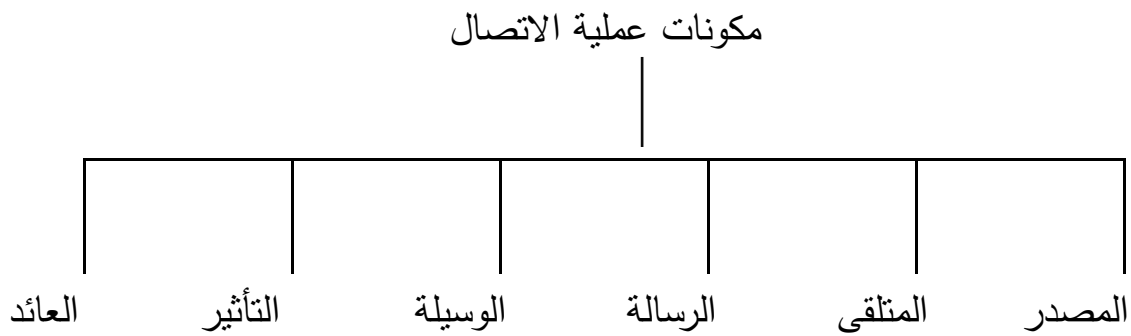 مكونات عملية الاتصال
المصدر المتلقى الرسالة الوسيلة التأثير العائد